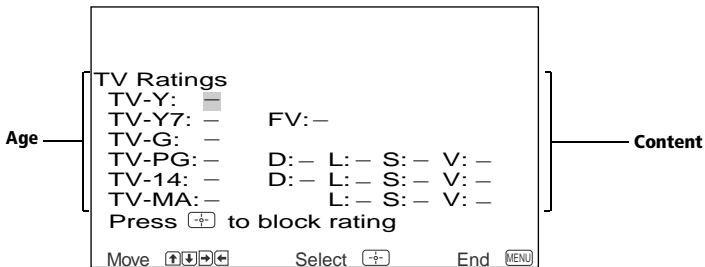 TV Ratings
TV-Y: –
TV-Y7: – FV: –
TV-G: –
TV-PG: – D: – L: – S: – V: –
TV-14: – D: – L: – S: – V: –
TV-MA: – L: – S: – V: –
Press to block rating
Move Select End MENU
Age
Content